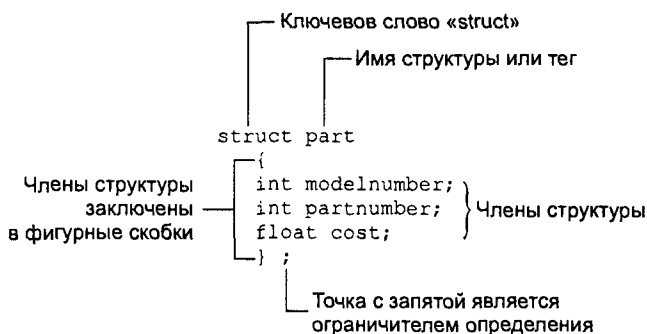 Ключевов слово «struct»
Имя структуры или тег
struct part
{
int modelnumber;
int partnumber;
float cost;
} ;
Члены структуры
заключены
в фигурные скобки
Члены структуры
Точка с запятой является
ограничителем определения